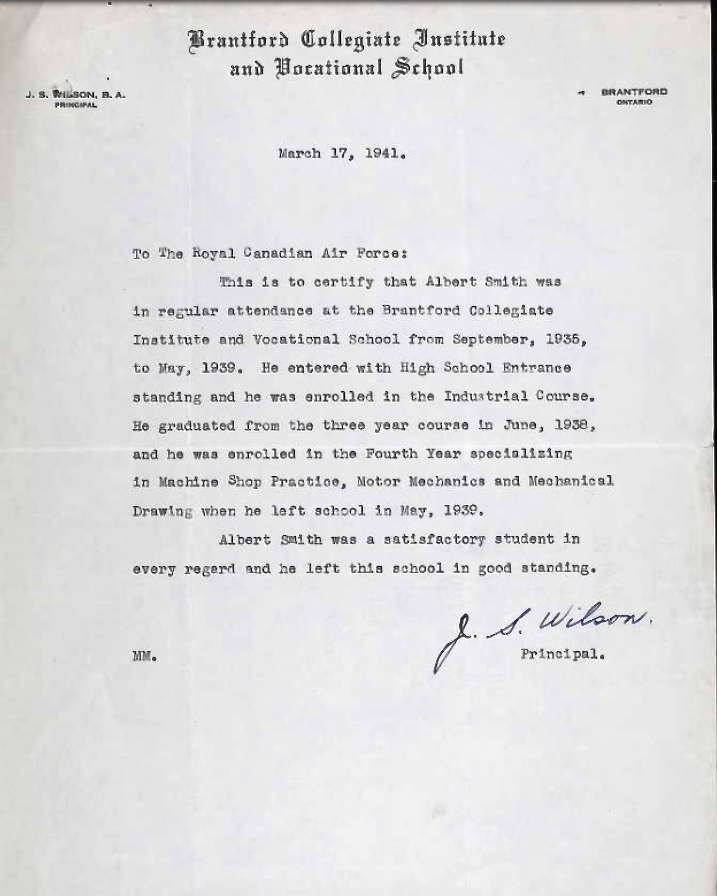 Brantford Collegiate Institute
and Vocational School
J. S. WILSON, B. A.
PRINCIPAL
BRANTFORD
ONTARIO
March 17, 1941.
To The Royal Canadian Air Force:
This is to certify that Albert Smith was
in regular attendance at the Brantford Collegiate
Institute and Vocational School from September, 1935,
to May, 1939. He entered with High School Entrance
standing and he was enrolled in the Industrial Course.
He graduated from the three year course in June, 1938,
and he was enrolled in the Fourth Year specializing
in Machine Shop Practice, Motor Mechanics and Mechanical
Drawing when he left school in May, 1939.
Albert Smith was a satisfactory student in
every regard and he left this school in good standing.
J. S. Wilson.
MM.
Principal.